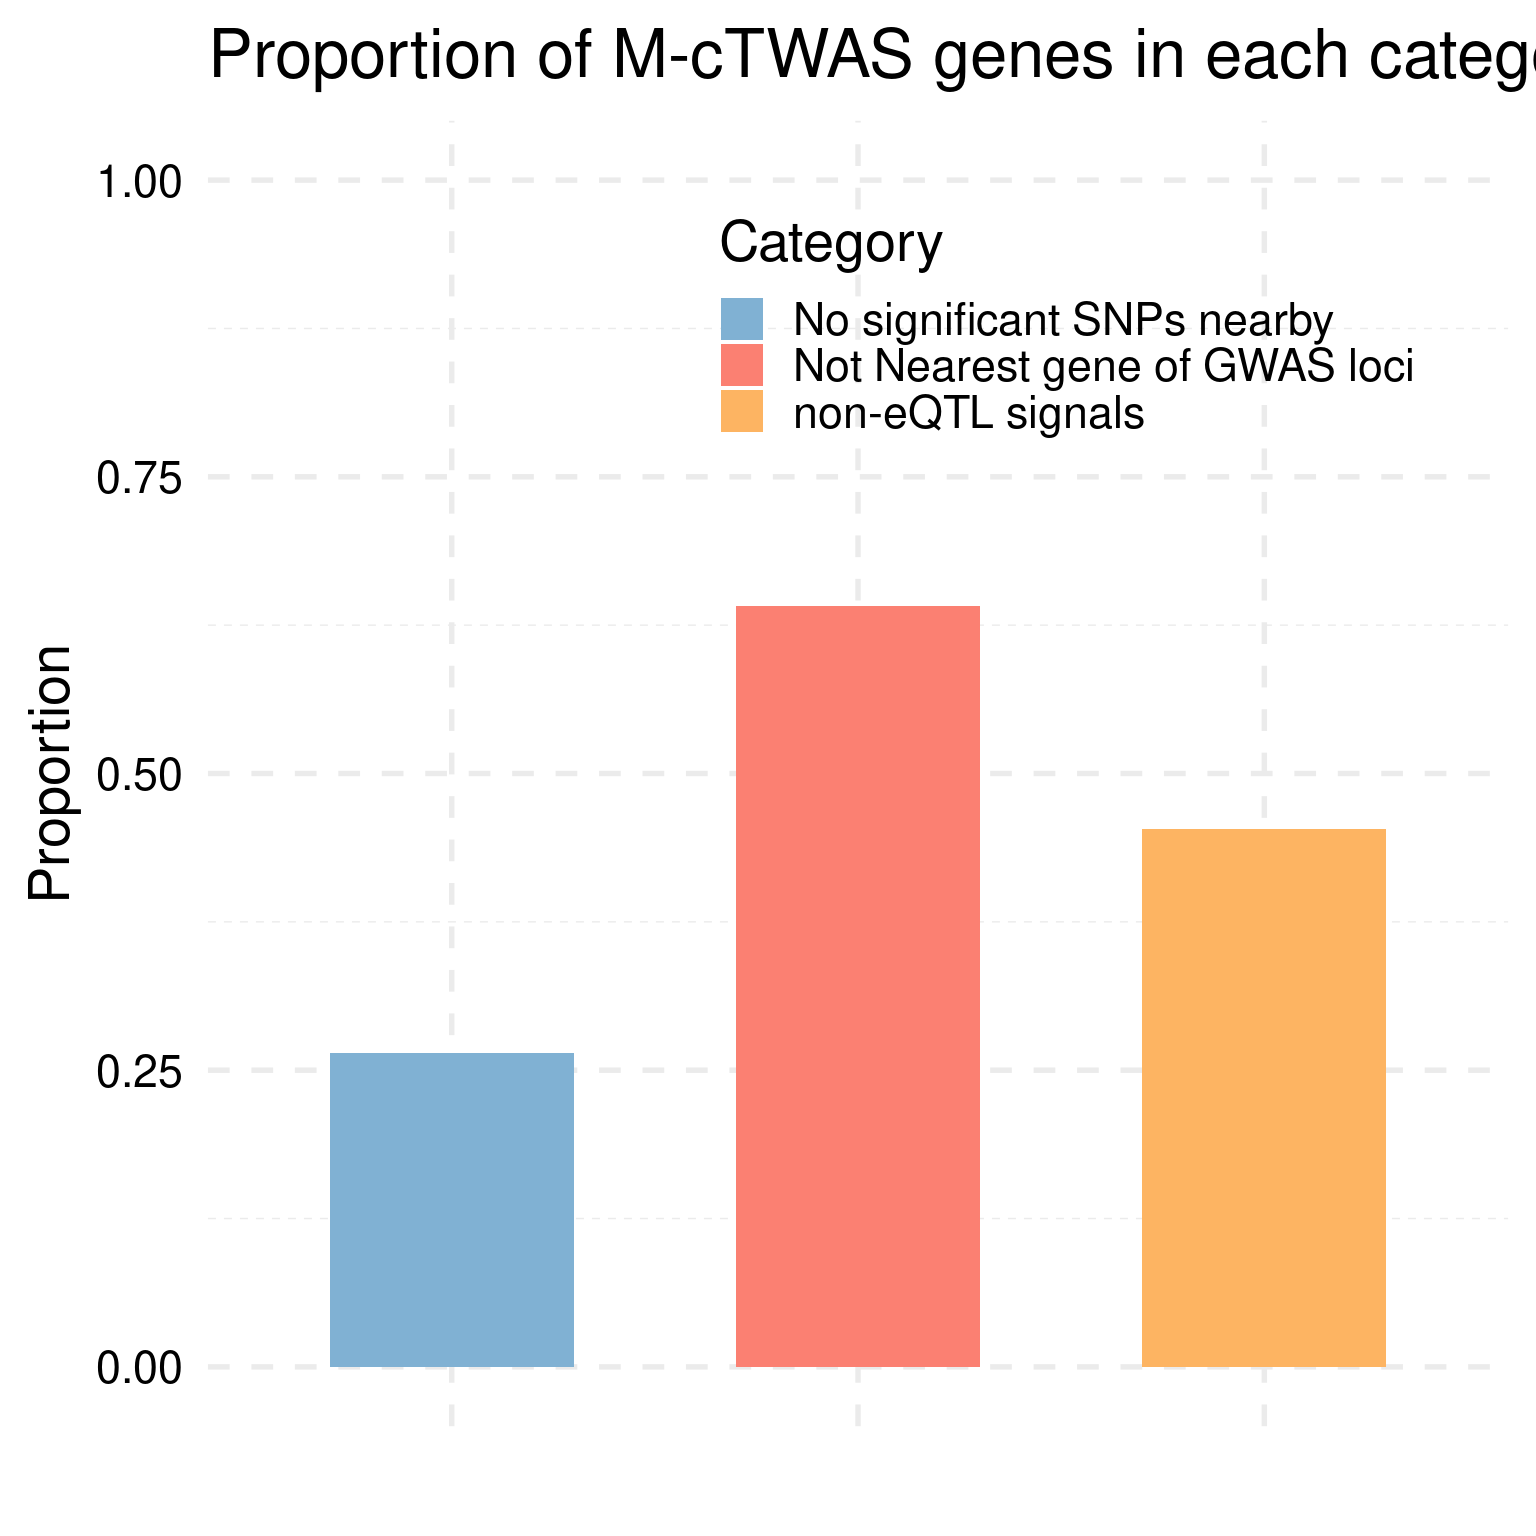 Proportion of M-cTWAS genes in each catego
1.00
Category
No significant SNPs nearby
Not Nearest gene of GWAS loci
non-eQTL signals
0.75
Proportion
0.50
0.25
0.00